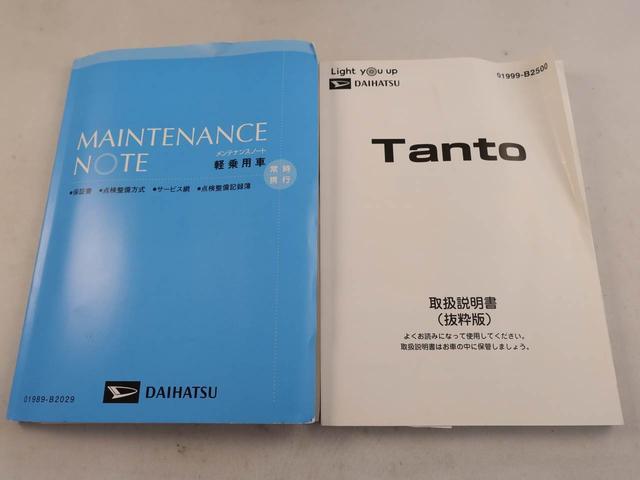 MAINTENANCE
NOTE
メンテナンスノート
軽乗用車
常時
携行
●保証書 ●点検整備方式 ●サービス網 ●点検整備記録簿
DAIHATSU
01989-B2029
Light you up
DAIHATSU
01999-B2500
Tanto
取扱説明書
(抜粋版)
よくお読みになって使用してください。
取扱説明書はお車の中に保管しましょう。